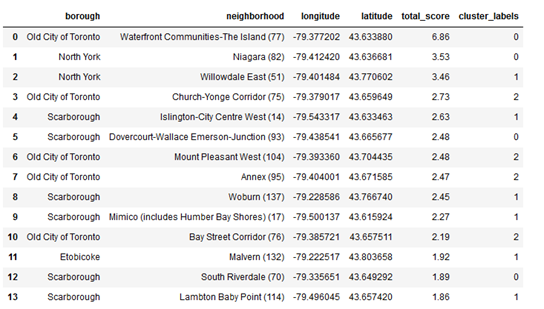 borough neighborhood longitude latitude total_score cluster_labels
0 Old City of Toronto Waterfront Communities-The Island (77) -79.377202 43.633880 6.86 0
1 North York Niagara (82) -79.412420 43.636681 3.53 0
2 North York Willowdale East (51) -79.401484 43.770602 3.46 1
3 Old City of Toronto Church-Yonge Corridor (75) -79.379017 43.659649 2.73 2
4 Scarborough Islington-City Centre West (14) -79.543317 43.633463 2.63 1
5 Scarborough Dovercourt-Wallace Emerson-Junction (93) -79.438541 43.665677 2.48 0
6 Old City of Toronto Mount Pleasant West (104) -79.393360 43.704435 2.48 2
7 Old City of Toronto Annex (95) -79.404001 43.671585 2.47 2
8 Scarborough Woburn (137) -79.228586 43.766740 2.45 1
9 Scarborough Mimico (includes Humber Bay Shores) (17) -79.500137 43.615924 2.27 1
10 Old City of Toronto Bay Street Corridor (76) -79.385721 43.657511 2.19 2
11 Etobicoke Malvern (132) -79.222517 43.803658 1.92 1
12 Scarborough South Riverdale (70) -79.335651 43.649292 1.89 0
13 Scarborough Lambton Baby Point (114) -79.496045 43.657420 1.86 1